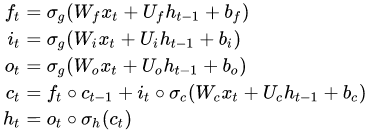 f_t = σ_g(W_f x_t + U_f h_{t−1} + b_f)
i_t = σ_g(W_i x_t + U_i h_{t−1} + b_i)
o_t = σ_g(W_o x_t + U_o h_{t−1} + b_o)
c_t = f_t ∘ c_{t−1} + i_t ∘ σ_c(W_c x_t + U_c h_{t−1} + b_c)
h_t = o_t ∘ σ_h(c_t)